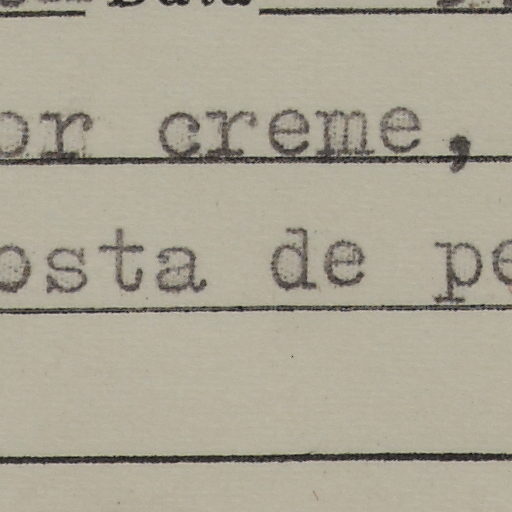 or creme,
osta de pe